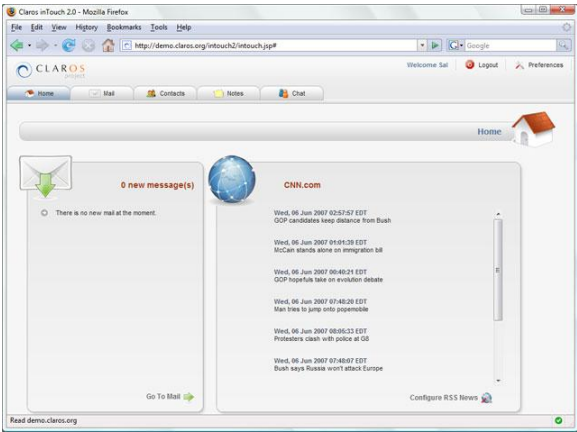 Claros inTouch 2.0 - Mozilla Firefox
File Edit View History Bookmarks Tools Help
http://demo.claros.org/intouch2/intouch.jsp#
Google
CLAROS
project
Welcome Sal
Logout
Preferences
Home
Mail
Contacts
Notes
Chat
Home
0 new message(s)
There is no new mail at the moment.
Go To Mail
CNN.com
Wed, 06 Jun 2007 02:57:57 EDT
GOP candidates keep distance from Bush
Wed, 06 Jun 2007 01:01:39 EDT
McCain stands alone on immigration bill
Wed, 06 Jun 2007 00:40:21 EDT
GOP hopefuls take on evolution debate
Wed, 06 Jun 2007 07:48:20 EDT
Man tries to jump onto popemobile
Wed, 06 Jun 2007 08:05:33 EDT
Protesters clash with police at G8
Wed, 06 Jun 2007 07:48:07 EDT
Bush says Russia won't attack Europe
Configure RSS News
Read demo.claros.org